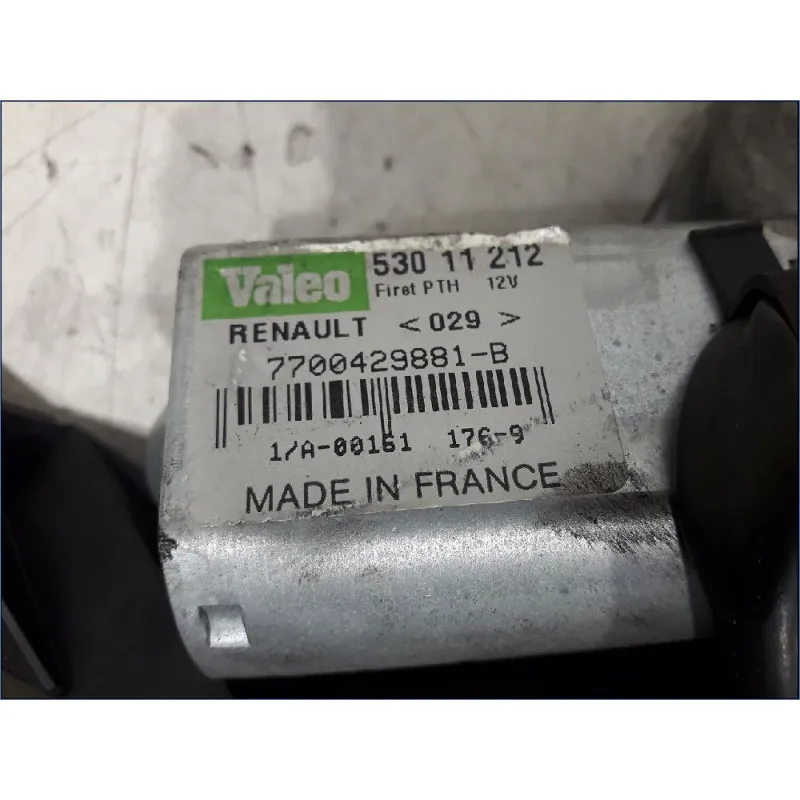 Valeo 530 11 212
First PTH 12V
RENAULT <029>
7700429881-B
1/A-00161 176-9
MADE IN FRANCE